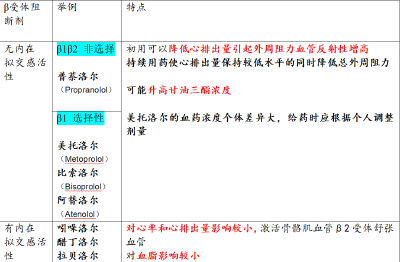 β受体阻断剂
举例
特点
无内在拟交感活性
β1β2 非选择
普萘洛尔
（Propranolol）
初用可以降低心排出量引起外周阻力血管反射性增高
持续用药使心排出量保持较低水平的同时降低总外周阻力
可能升高甘油三酯浓度
β1 选择性
美托洛尔
（Metoprolol）
比索洛尔
（Bisoprolol）
阿替洛尔
（Atenolol）
美托洛尔的血药浓度个体差异大，给药时应根据个人调整剂量
有内在拟交感活性
吲哚洛尔
醋丁洛尔
拉贝洛尔
对心率和心排出量影响较小，激活骨骼肌血管β2受体舒张血管
对血脂影响较小